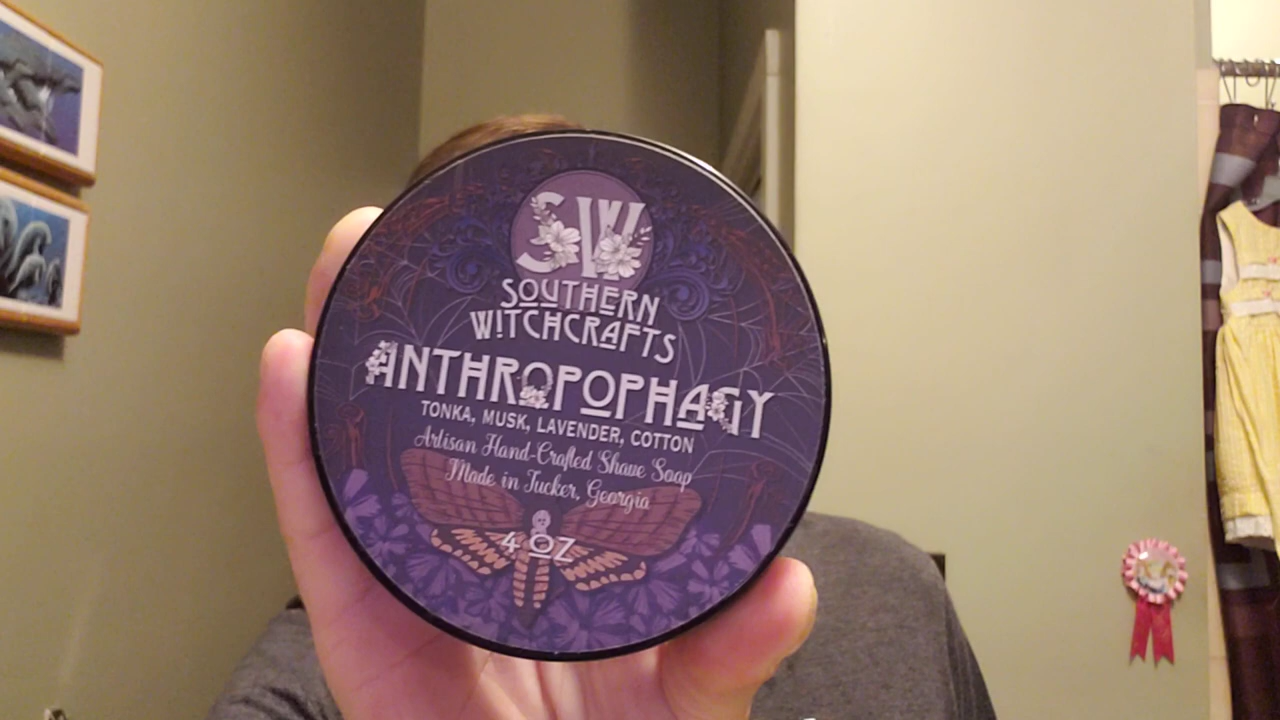 SW
SOUTHERN
WITCHCRAFTS
ANTHROPOPHAGY
TONKA, MUSK, LAVENDER, COTTON
Artisan Hand-Crafted Shave Soap
Made in Tucker, Georgia
4 OZ